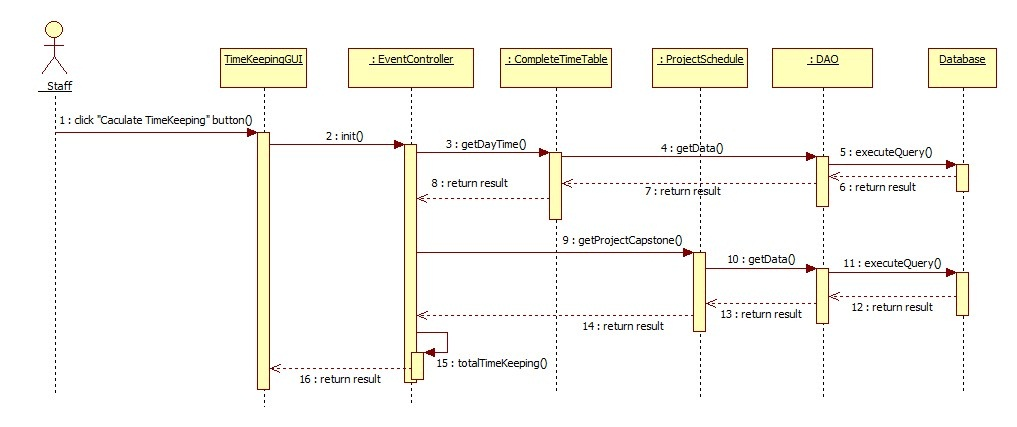 Staff
TimeKeepingGUI
: EventController
: CompleteTimeTable
: ProjectSchedule
: DAO
Database
1 : click "Caculate TimeKeeping" button()
2 : init()
3 : getDayTime()
4 : getData()
5 : executeQuery()
6 : return result
7 : return result
8 : return result
9 : getProjectCapstone()
10 : getData()
11 : executeQuery()
12 : return result
13 : return result
14 : return result
15 : totalTimeKeeping()
16 : return result